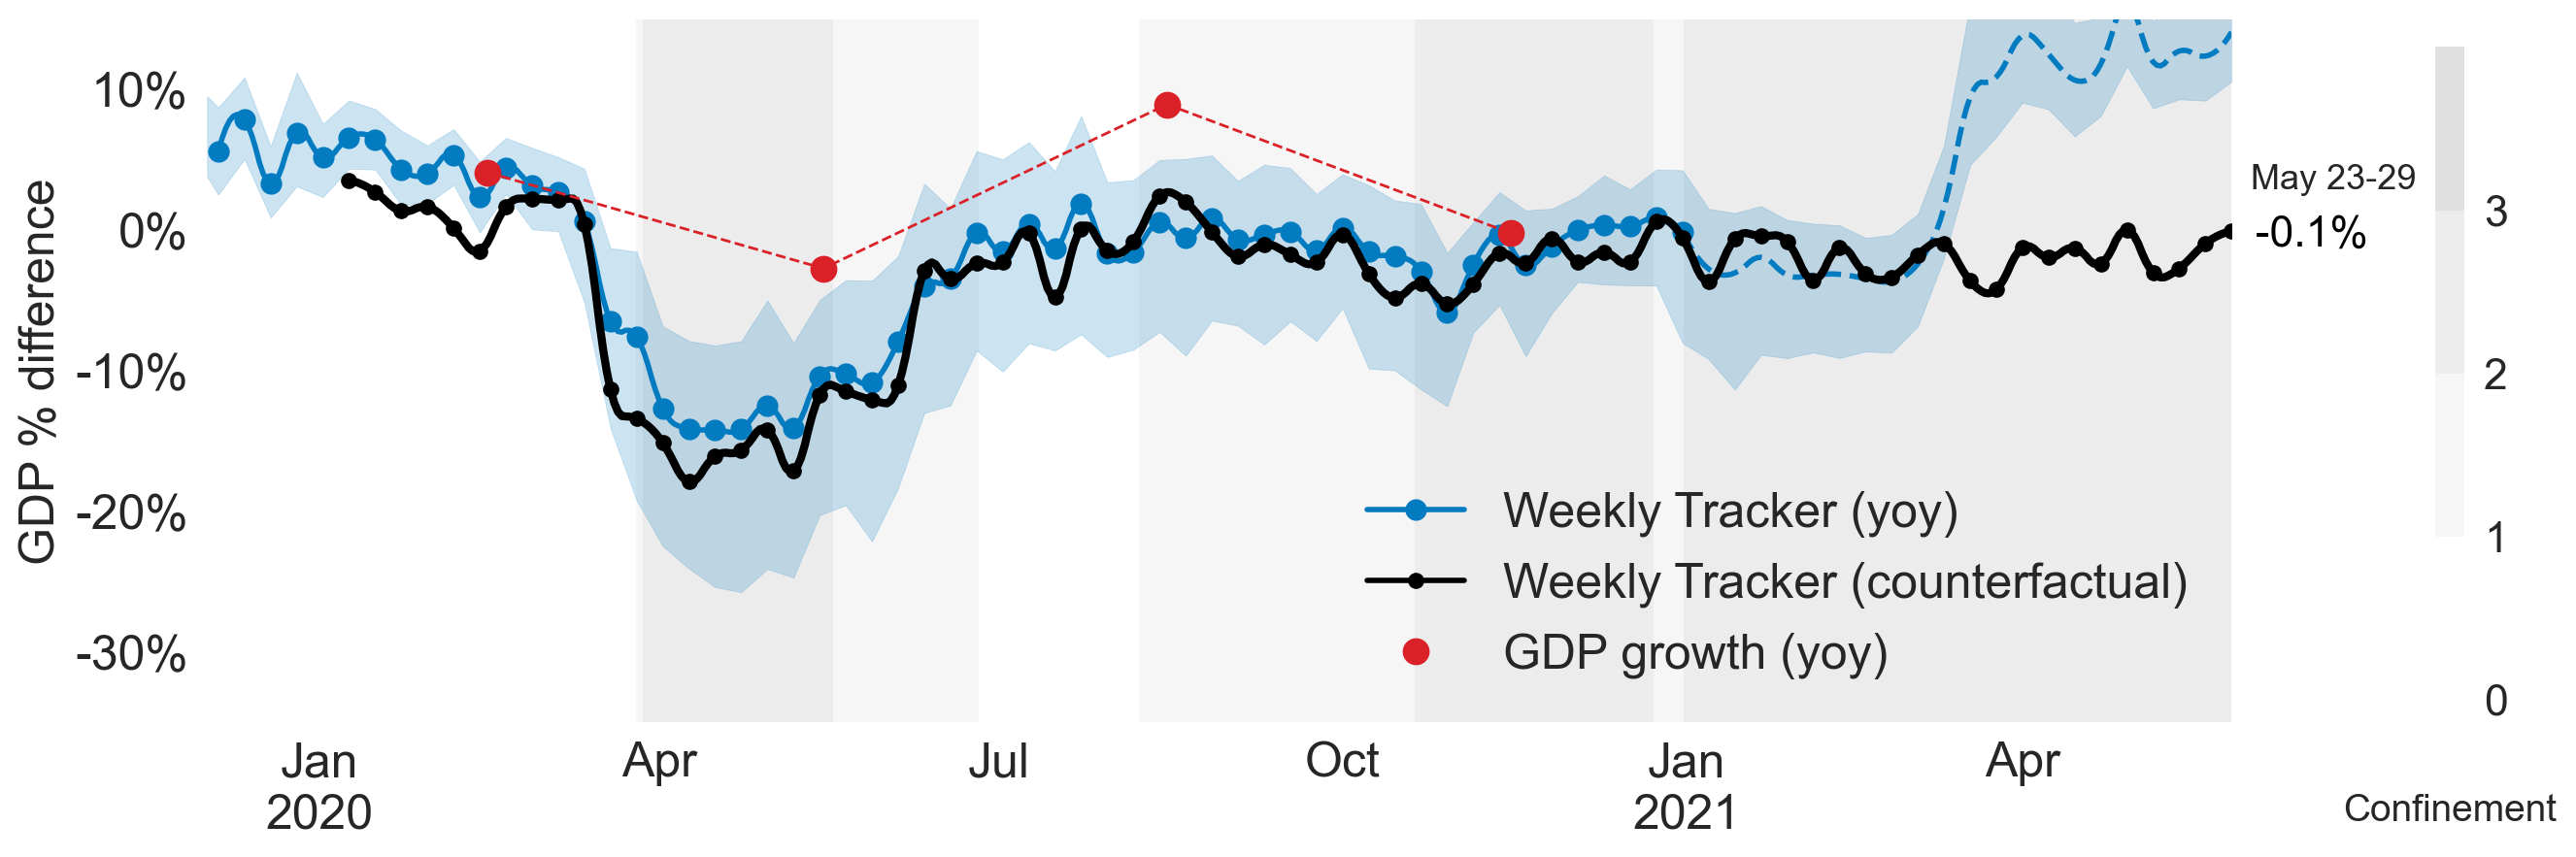 GDP % difference
10%
0%
-10%
-20%
-30%
Jan
2020
Apr
Jul
Oct
Jan
2021
Apr
Weekly Tracker (yoy)
Weekly Tracker (counterfactual)
GDP growth (yoy)
May 23-29
-0.1%
3
2
1
0
Confinement